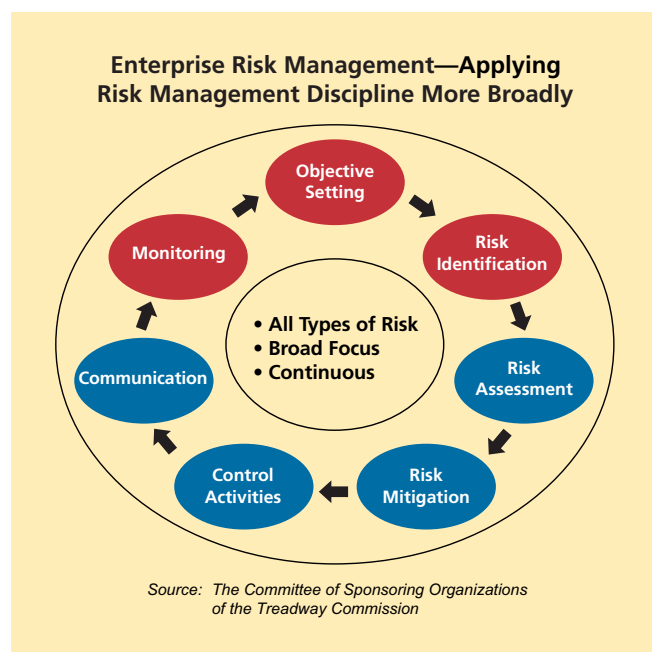 Enterprise Risk Management—Applying
Risk Management Discipline More Broadly
Objective
Setting
Risk
Identification
Risk
Assessment
Risk
Mitigation
Control
Activities
Communication
Monitoring
• All Types of Risk
• Broad Focus
• Continuous
Source: The Committee of Sponsoring Organizations
of the Treadway Commission